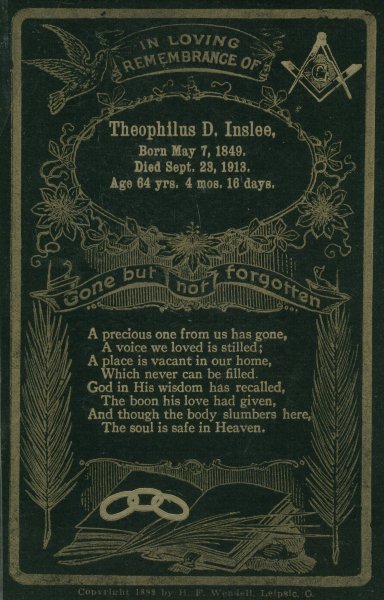 IN LOVING
REMEMBRANCE OF
G
Theophilus D. Inslee,
Born May 7, 1849.
Died Sept. 23, 1913.
Age 64 yrs. 4 mos. 16 days.
Gone but not forgotten
A precious one from us has gone,
A voice we loved is stilled;
A place is vacant in our home,
Which never can be filled.
God in His wisdom has recalled,
The boon his love had given,
And though the body slumbers here,
The soul is safe in Heaven.
Copyright 1888 by H. F. Wendell, Leipsic, O.